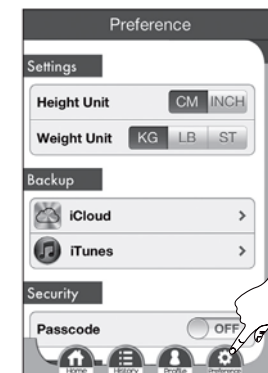 Preference
Settings
Height Unit CM INCH
Weight Unit KG LB ST
Backup
iCloud >
iTunes >
Security
Passcode OFF
Home History Profile Preference